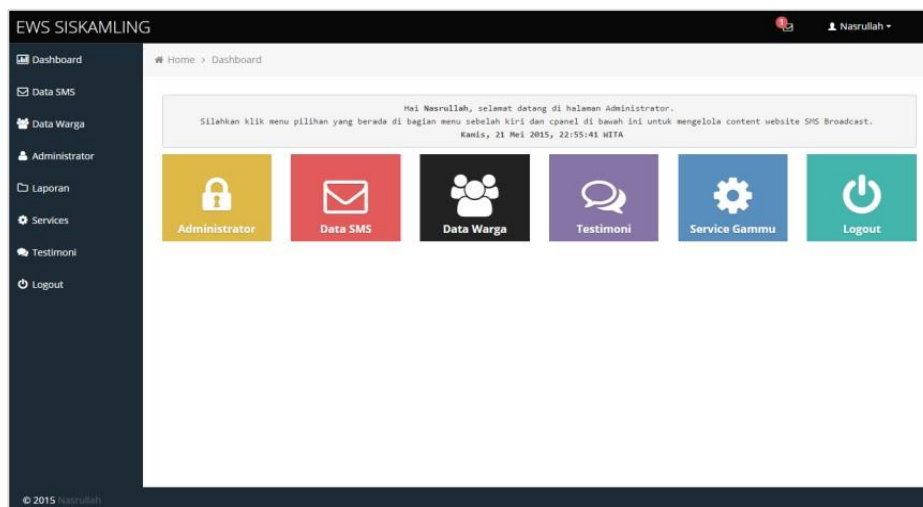 EWS SISKAMLING
1
Nasrullah
Dashboard
Data SMS
Data Warga
Administrator
Laporan
Services
Testimoni
Logout
Home > Dashboard
Hai Nasrullah, selamat datang di halaman Administrator.
Silahkan klik menu pilihan yang berada di bagian menu sebelah kiri dan cpanel di bawah ini untuk mengelola content website SMS Broadcast.
Kamis, 21 Mei 2015, 22:55:41 WITA
Administrator
Data SMS
Data Warga
Testimoni
Service Gammu
Logout
© 2015 Nasrullah